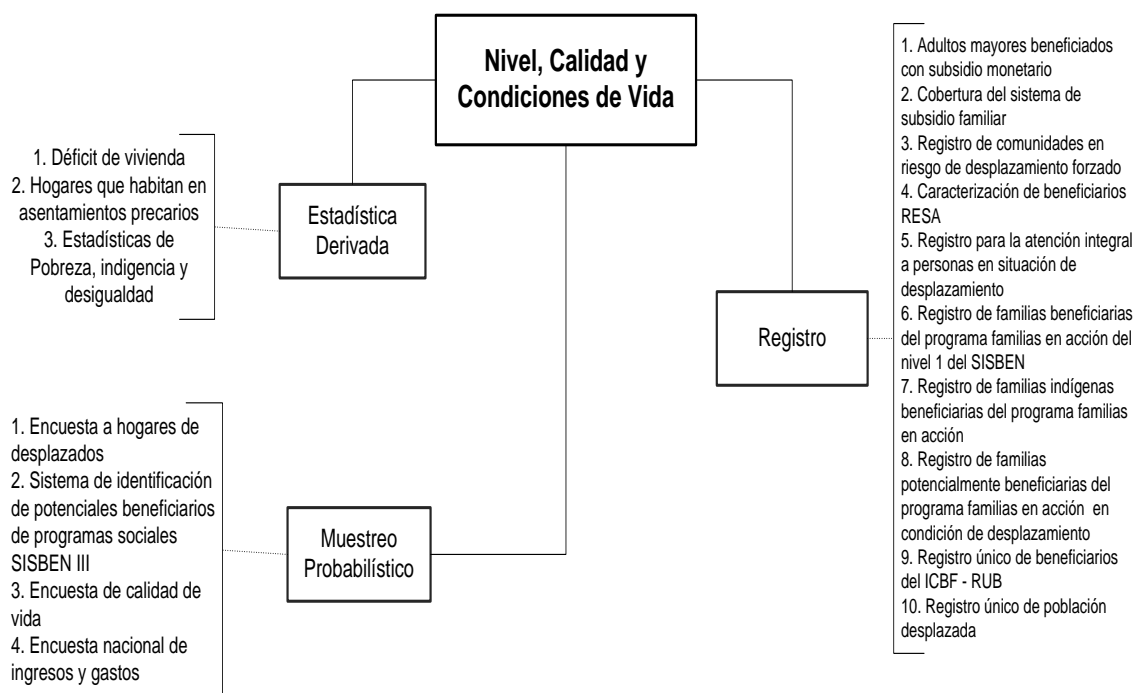 Nivel, Calidad y
Condiciones de Vida
1. Déficit de vivienda
2. Hogares que habitan en
asentamientos precarios
3. Estadísticas de
Pobreza, indigencia y
desigualdad
Estadística
Derivada
1. Encuesta a hogares de
desplazados
2. Sistema de identificación
de potenciales beneficiarios
de programas sociales
SISBEN III
3. Encuesta de calidad de
vida
4. Encuesta nacional de
ingresos y gastos
Muestreo
Probabilístico
Registro
1. Adultos mayores beneficiados
con subsidio monetario
2. Cobertura del sistema de
subsidio familiar
3. Registro de comunidades en
riesgo de desplazamiento forzado
4. Caracterización de beneficiarios
RESA
5. Registro para la atención integral
a personas en situación de
desplazamiento
6. Registro de familias beneficiarias
del programa familias en acción del
nivel 1 del SISBEN
7. Registro de familias indígenas
beneficiarias del programa familias
en acción
8. Registro de familias
potencialmente beneficiarias del
programa familias en acción en
condición de desplazamiento
9. Registro único de beneficiarios
del ICBF - RUB
10. Registro único de población
desplazada